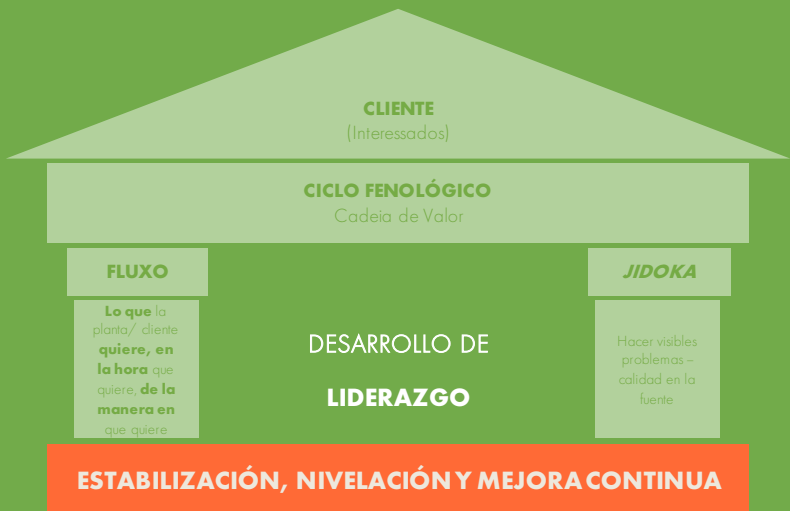 CLIENTE
(Interessados)
CICLO FENOLÓGICO
Cadeia de Valor
FLUXO
Lo que la
planta/ cliente
quiere, en
la hora que
quiere, de la
manera en
que quiere
DESARROLLO DE
LIDERAZGO
JIDOKA
Hacer visibles
problemas –
calidad en la
fuente
ESTABILIZACIÓN, NIVELACIÓN Y MEJORA CONTINUA